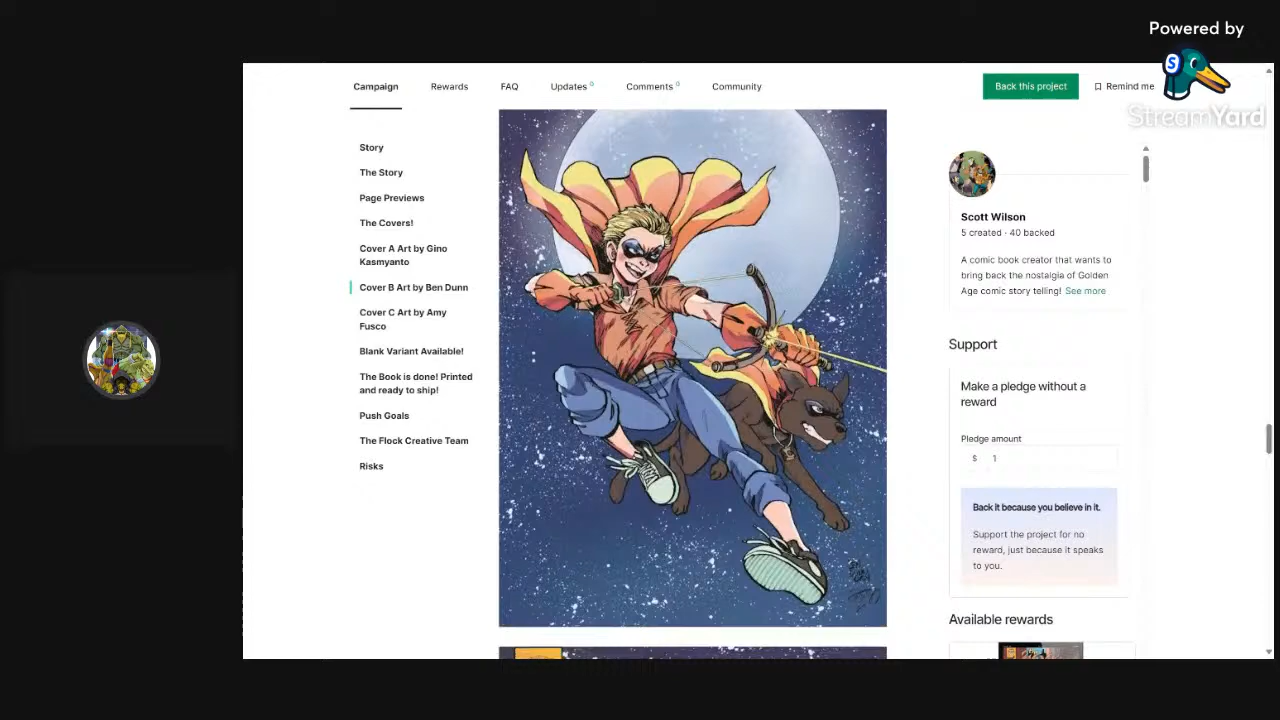 Powered by
StreamYard
Campaign
Rewards
FAQ
Updates 0
Comments 0
Community
Back this project
Remind me
Story
The Story
Page Previews
The Covers!
Cover A Art by Gino
Kasmyanto
Cover B Art by Ben Dunn
Cover C Art by Amy
Fusco
Blank Variant Available!
The Book is done! Printed
and ready to ship!
Push Goals
The Flock Creative Team
Risks
Scott Wilson
5 created · 40 backed
A comic book creator that wants to
bring back the nostalgia of Golden
Age comic story telling! See more
Support
Make a pledge without a
reward
Pledge amount
$ 1
Back it because you believe in it.
Support the project for no
reward, just because it speaks
to you.
Available rewards